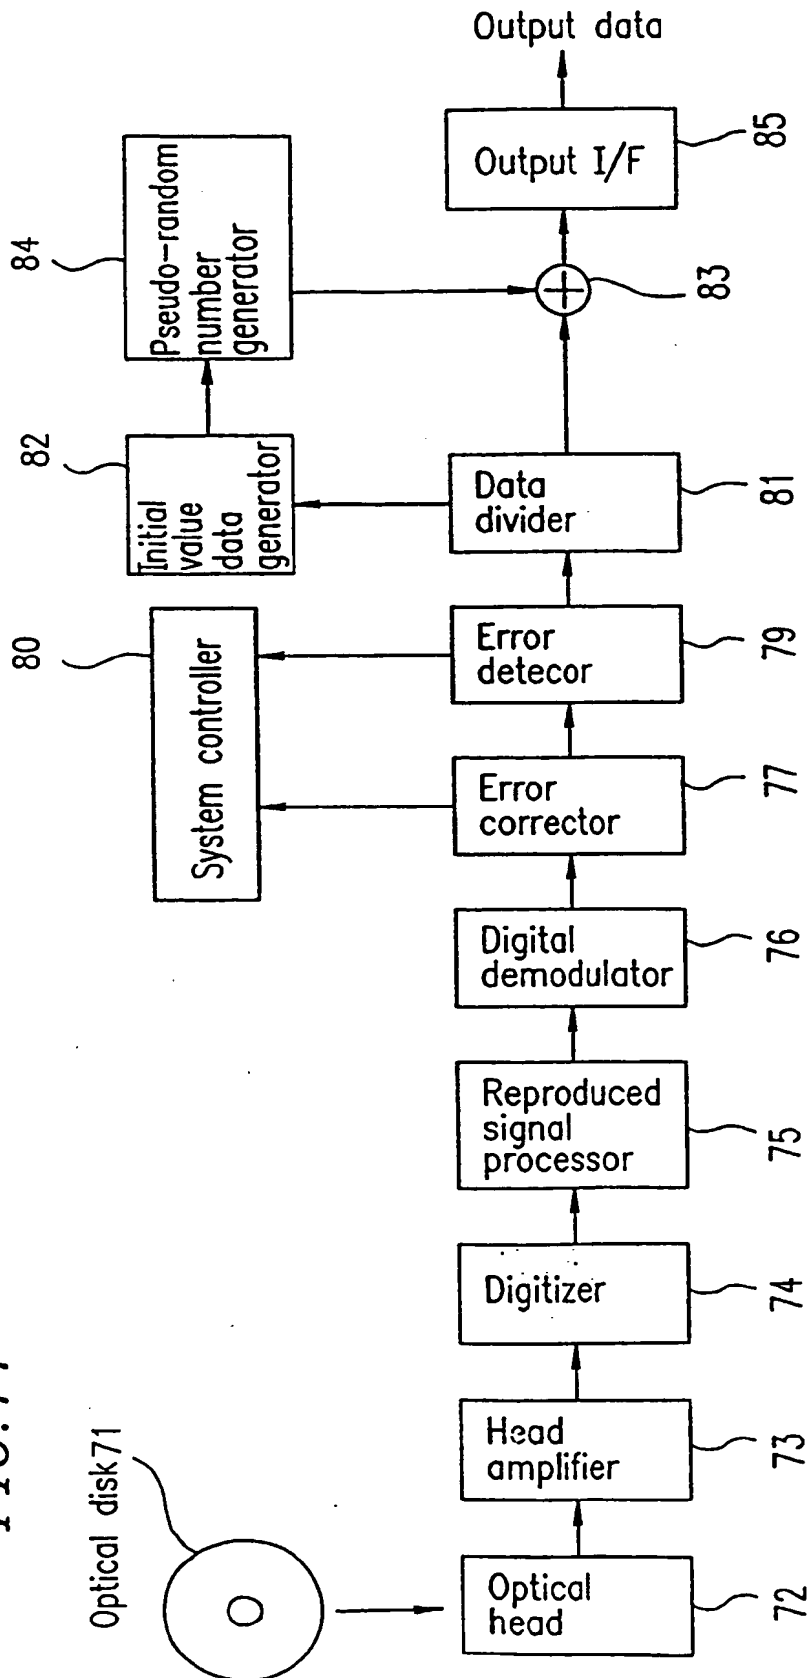 Optical disk71
Optical
head
72
Head
amplifier
73
Digitizer
74
Reproduced
signal
processor
75
Digital
demodulator
76
Error
corrector
77
Error
detecor
79
System controller
80
Data
divider
81
Initial
value
data
generator
82
Pseudo-random
number
generator
84
83
Output I/F
85
Output data